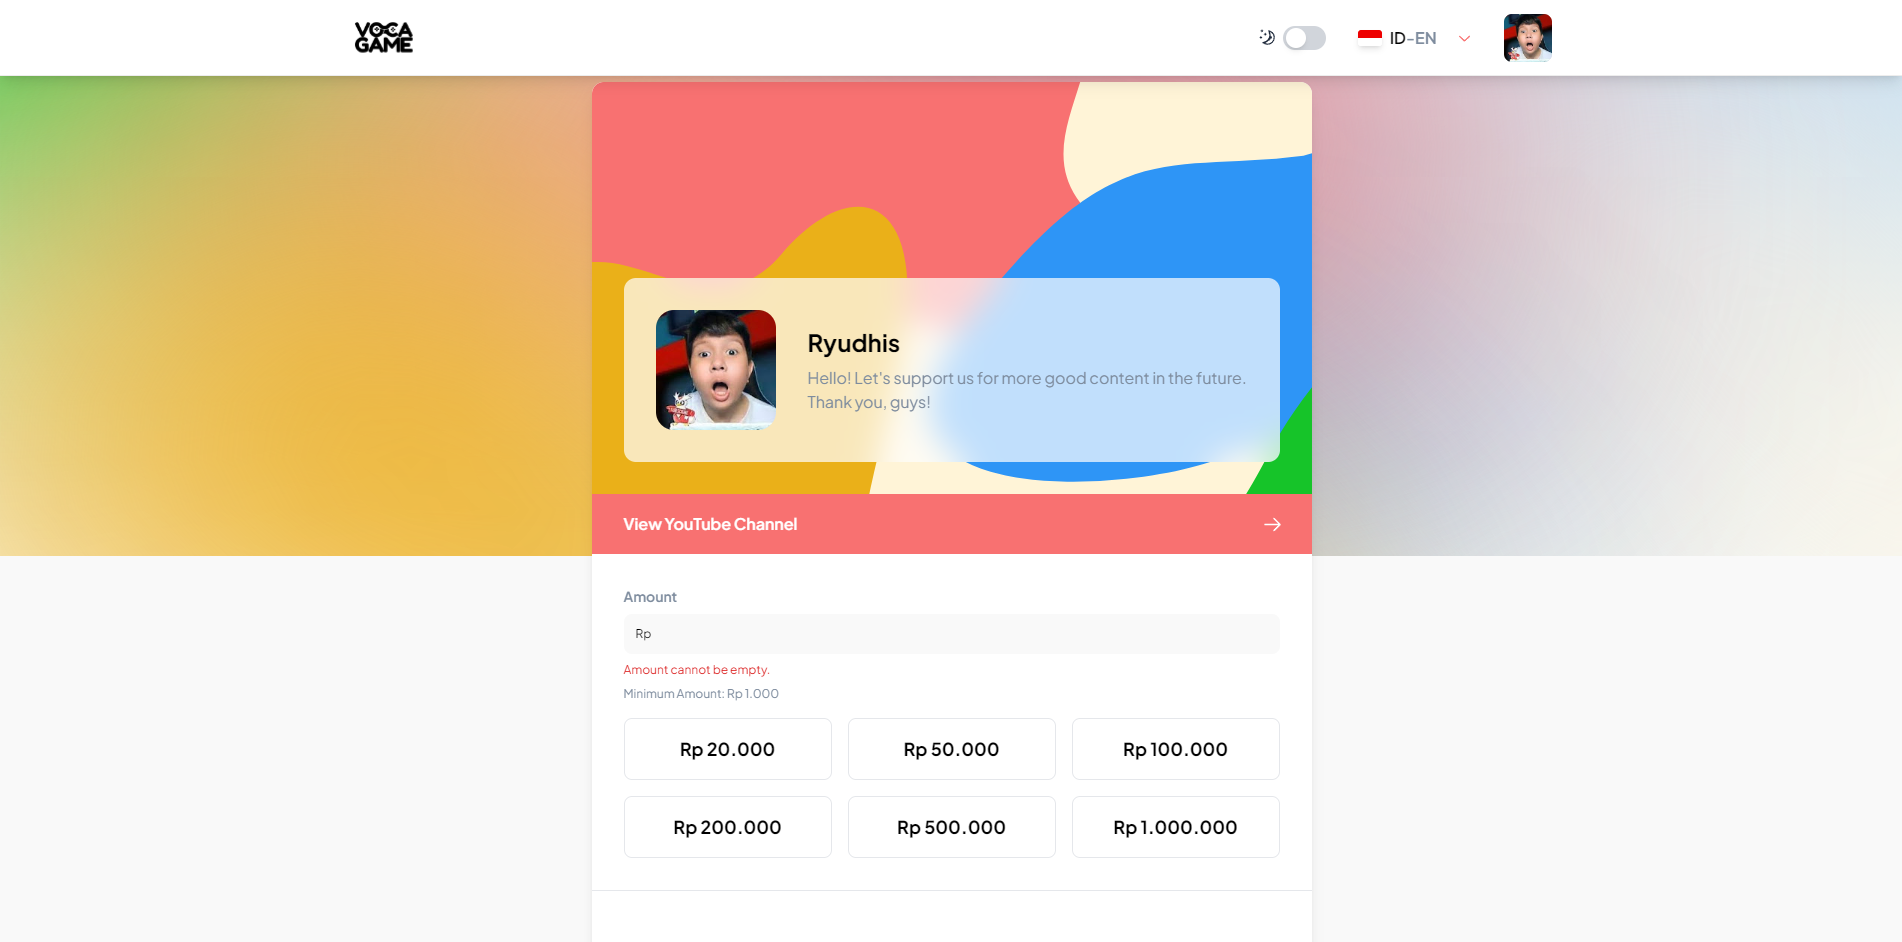 VOCA
GAME
ID-EN
Ryudhis
Hello! Let's support us for more good content in the future.
Thank you, guys!
View YouTube Channel
Amount
Rp
Amount cannot be empty.
Minimum Amount: Rp 1.000
Rp 20.000
Rp 50.000
Rp 100.000
Rp 200.000
Rp 500.000
Rp 1.000.000